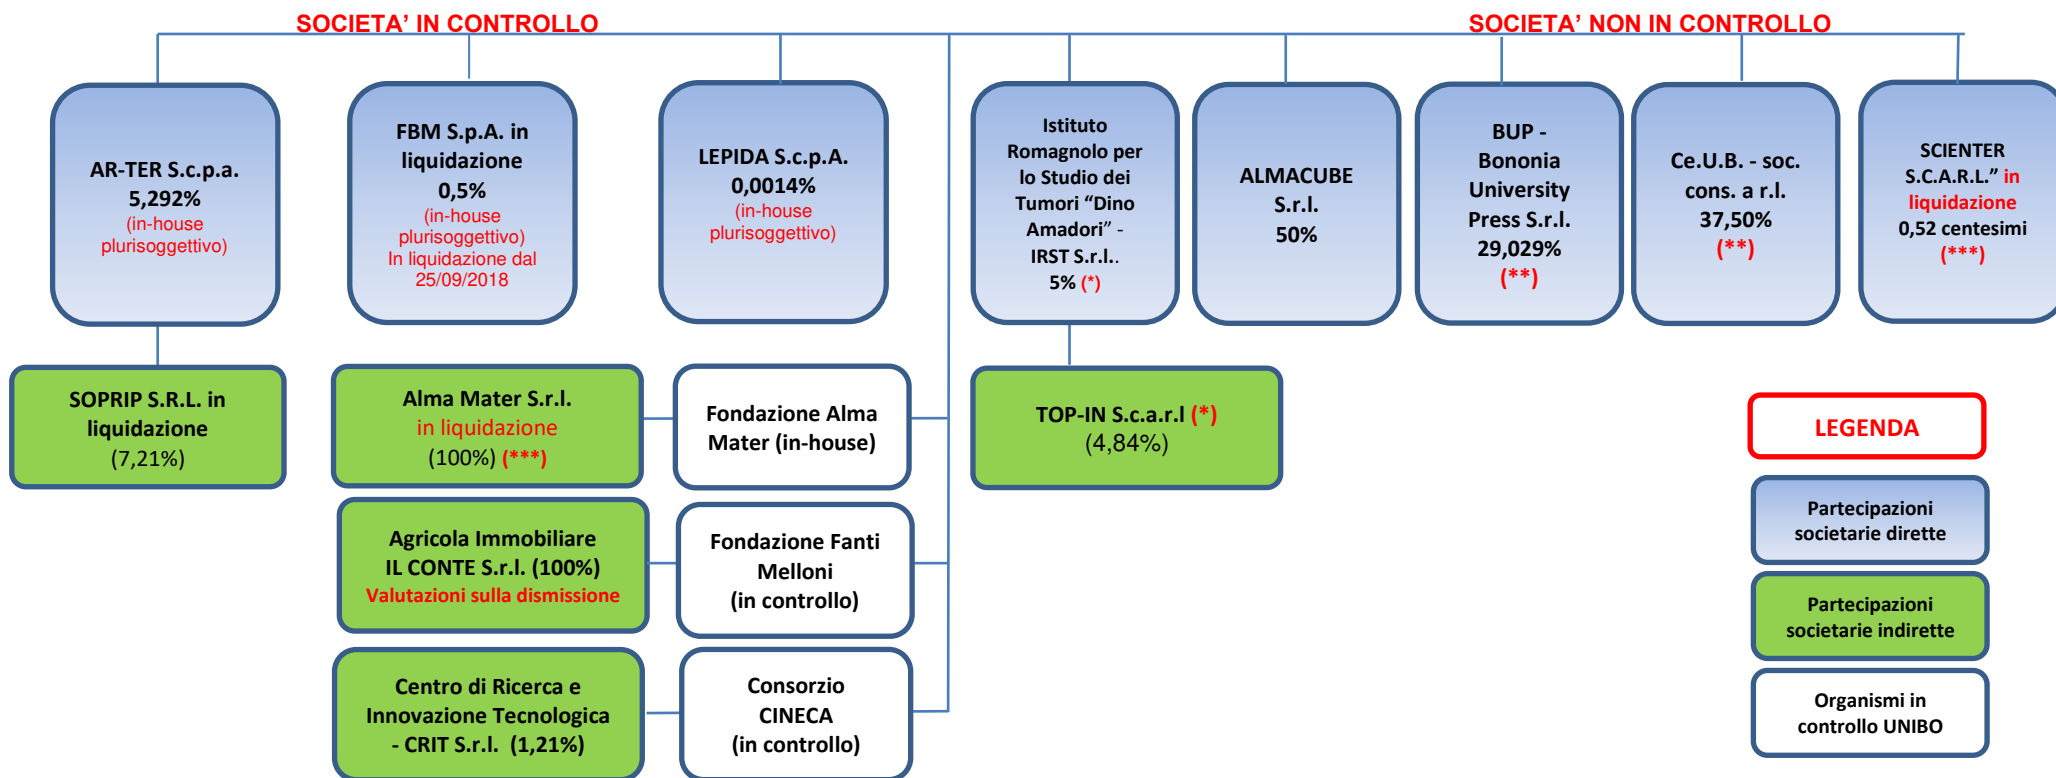 SOCIETA' IN CONTROLLO
SOCIETA' NON IN CONTROLLO
AR-TER S.c.p.a.
5,292%
(in-house
plurisoggettivo)
FBM S.p.A. in
liquidazione
0,5%
(in-house
plurisoggettivo)
In liquidazione dal
25/09/2018
LEPIDA S.c.p.A.
0,0014%
(in-house
plurisoggettivo)
Istituto
Romagnolo per
lo Studio dei
Tumori “Dino
Amadori” -
IRST S.r.l..
5% (*)
ALMACUBE
S.r.l.
50%
BUP -
Bononia
University
Press S.r.l.
29,029%
(**)
Ce.U.B. - soc.
cons. a r.l.
37,50%
(**)
SCIENTER
S.C.A.R.L.” in
liquidazione
0,52 centesimi
(***)
SOPRIP S.R.L. in
liquidazione
(7,21%)
Alma Mater S.r.l.
in liquidazione
(100%) (***)
Fondazione Alma
Mater (in-house)
TOP-IN S.c.a.r.l (*)
(4,84%)
Agricola Immobiliare
IL CONTE S.r.l. (100%)
Valutazioni sulla dismissione
Fondazione Fanti
Melloni
(in controllo)
Centro di Ricerca e
Innovazione Tecnologica
- CRIT S.r.l. (1,21%)
Consorzio
CINECA
(in controllo)
LEGENDA
Partecipazioni
societarie dirette
Partecipazioni
societarie indirette
Organismi in
controllo UNIBO